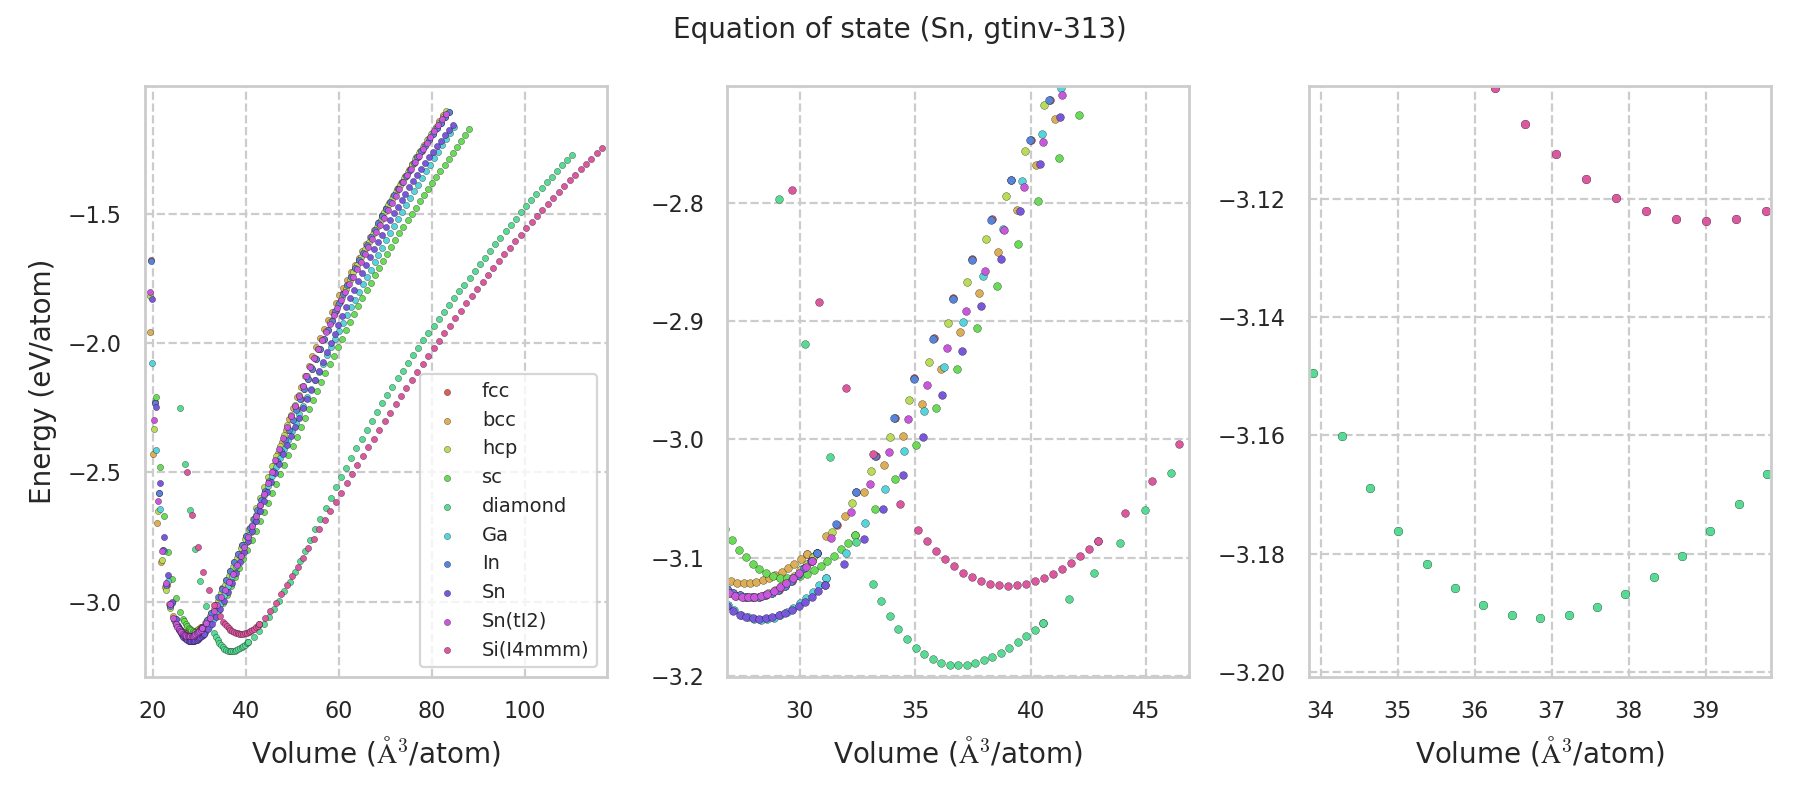 Equation of state (Sn, gtinv-313)
Energy (eV/atom)
−1.5
−2.0
−2.5
−3.0
20
40
60
80
100
Volume (Å³/atom)
fcc
bcc
hcp
sc
diamond
Ga
In
Sn
Sn(tI2)
Si(I4mmm)
−2.8
−2.9
−3.0
−3.1
−3.2
30
35
40
45
Volume (Å³/atom)
−3.12
−3.14
−3.16
−3.18
−3.20
34
35
36
37
38
39
Volume (Å³/atom)